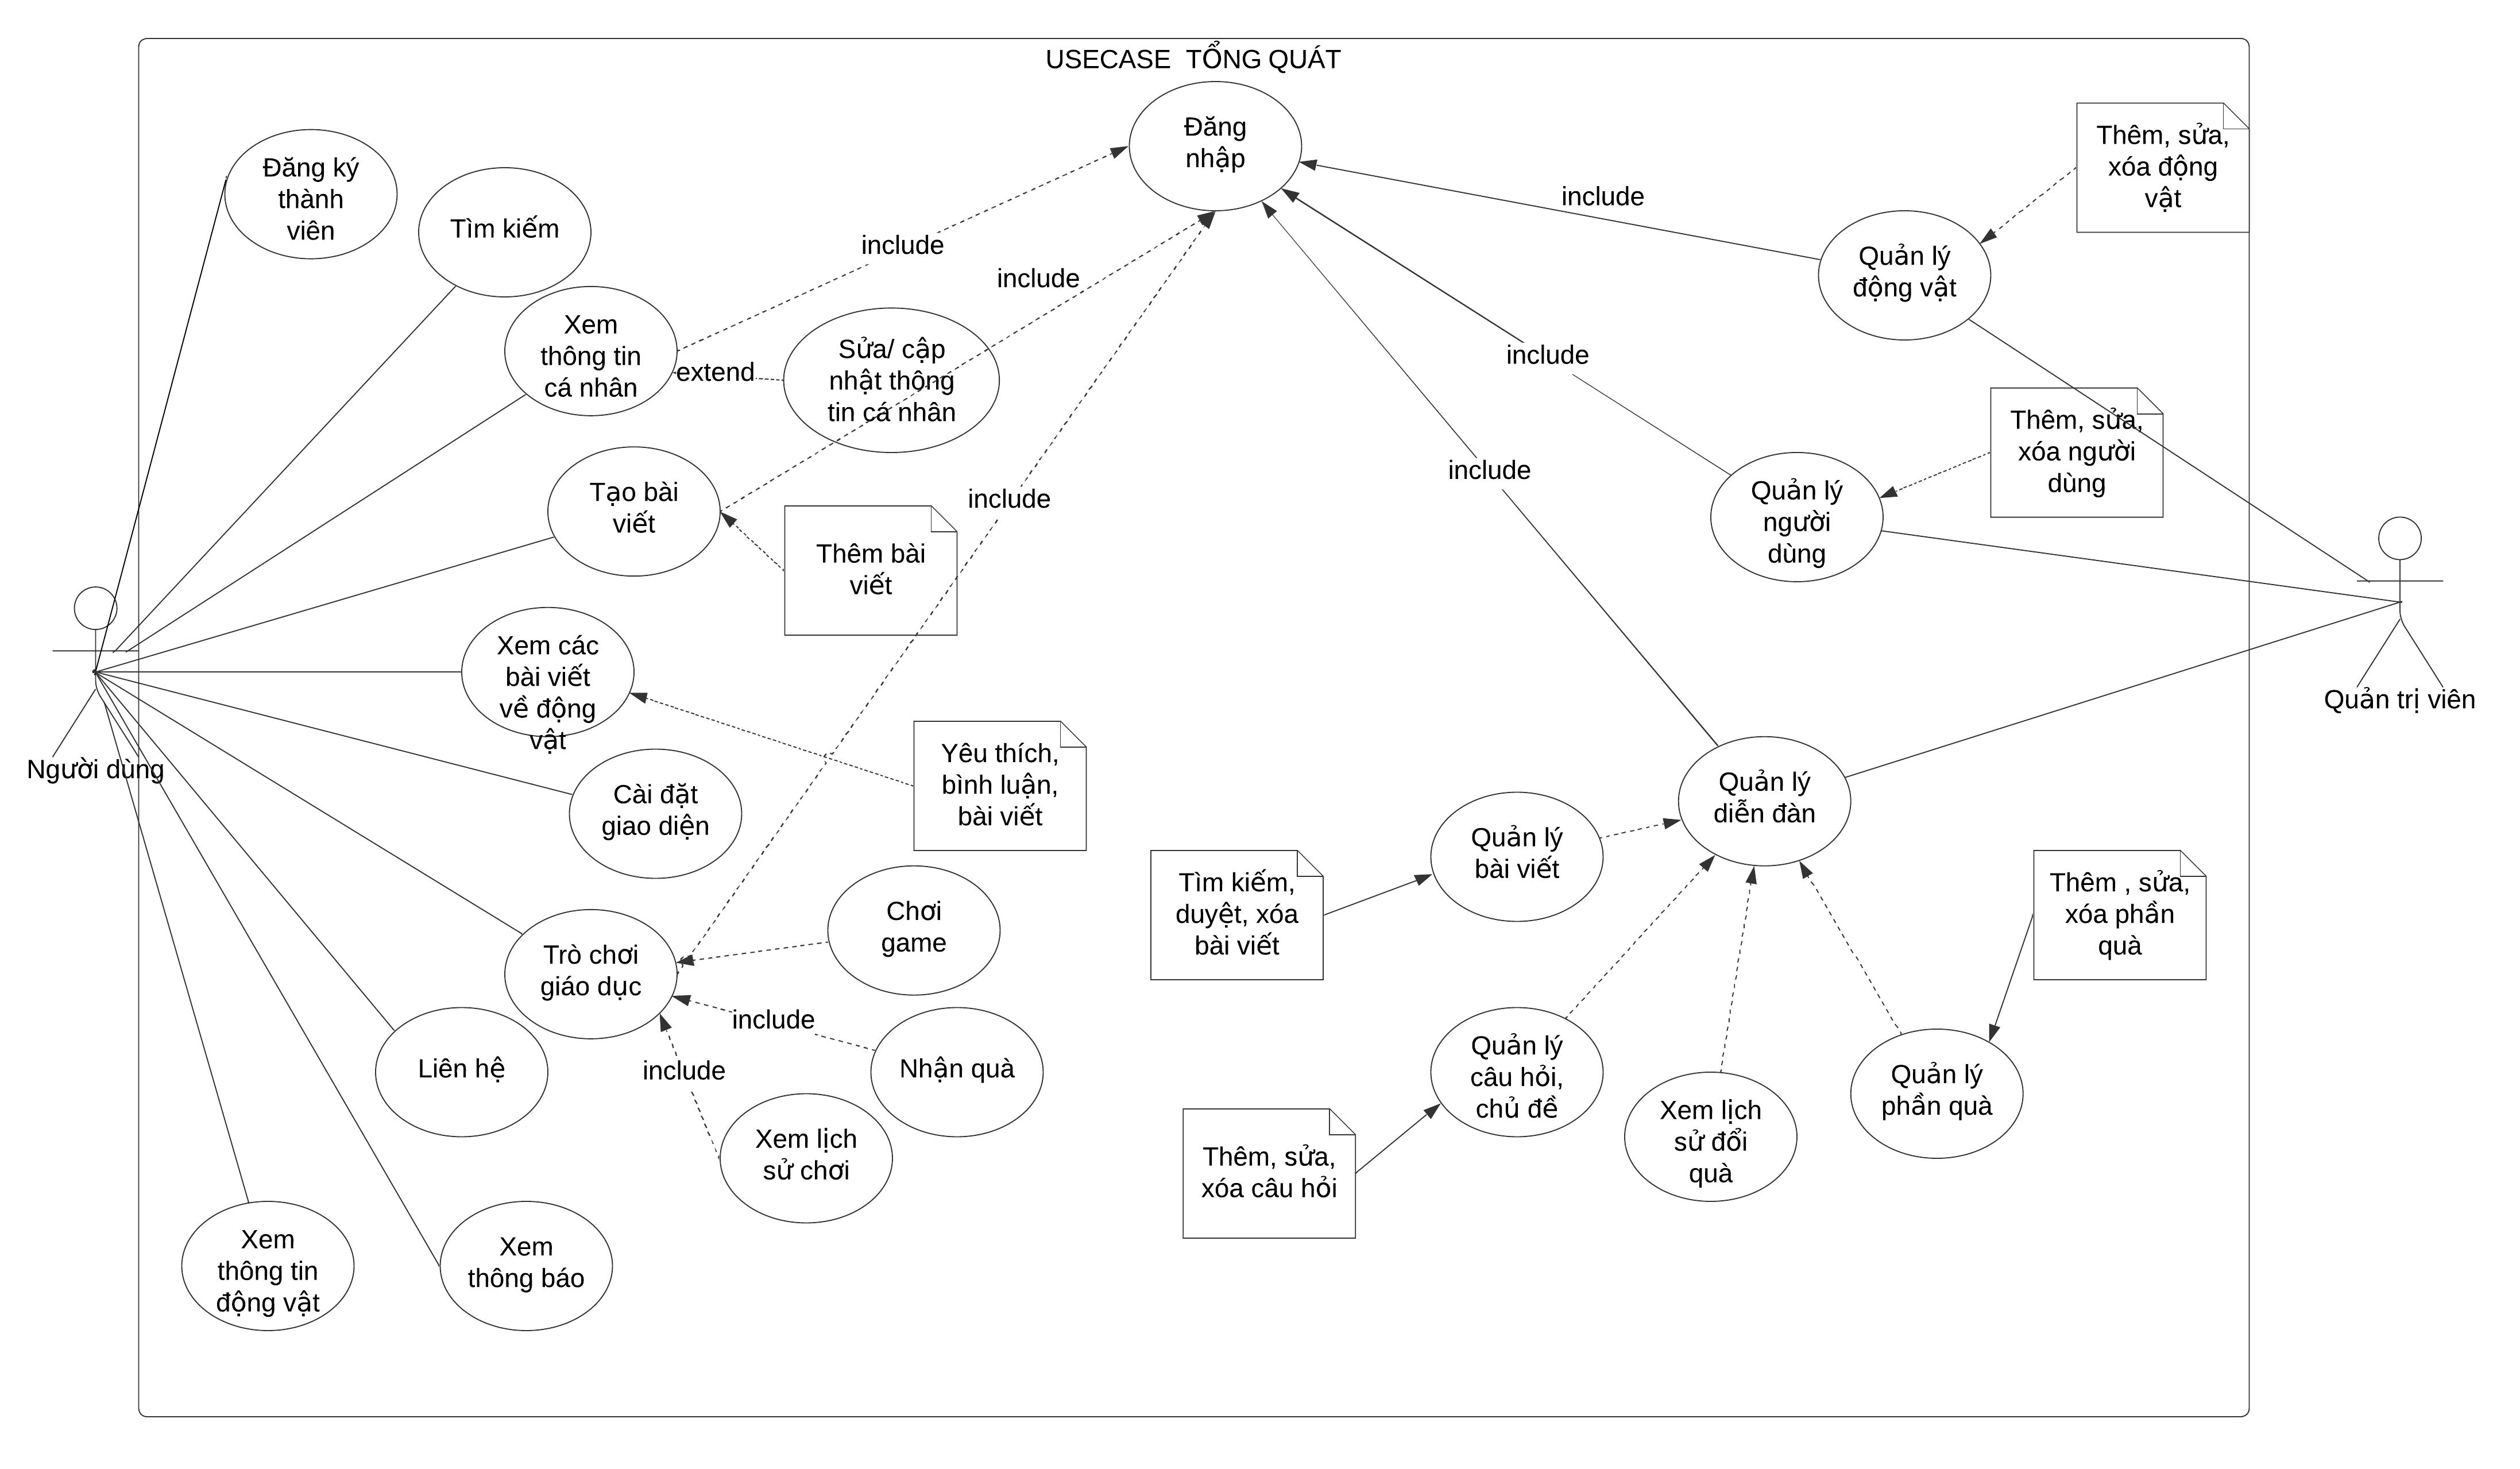 USECASE  TỔNG QUÁT
Đăng
nhập
Thêm, sửa,
xóa động
vật
Đăng ký
thành
viên
Tìm kiếm
include
include
include
Quản lý
động vật
Xem
thông tin
cá nhân
extend
Sửa/ cập
nhật thông
tin cá nhân
include
Thêm, sửa,
xóa người
dùng
include
include
Tạo bài
viết
Quản lý
người
dùng
Thêm bài
viết
Xem các
bài viết
về động
vật
Người dùng
Quản trị viên
Yêu thích,
bình luận,
bài viết
Cài đặt
giao diện
Quản lý
diễn đàn
Quản lý
bài viết
Tìm kiếm,
duyệt, xóa
bài viết
Thêm , sửa,
xóa phần
quà
Chơi
game
Trò chơi
giáo dục
include
include
Liên hệ
Nhận quà
Quản lý
câu hỏi,
chủ đề
Xem lịch
sử đổi
quà
Quản lý
phần quà
Xem lịch
sử chơi
Thêm, sửa,
xóa câu hỏi
Xem
thông tin
động vật
Xem
thông báo